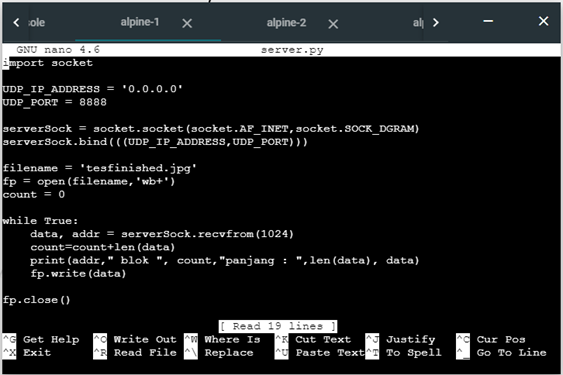 ole alpine-1 alpine-2 al
GNU nano 4.6 server.py
import socket
UDP_IP_ADDRESS = '0.0.0.0'
UDP_PORT = 8888
serverSock = socket.socket(socket.AF_INET,socket.SOCK_DGRAM)
serverSock.bind(((UDP_IP_ADDRESS,UDP_PORT)))
filename = 'tesfinished.jpg'
fp = open(filename,'wb+')
count = 0
while True:
    data, addr = serverSock.recvfrom(1024)
    count=count+len(data)
    print(addr," blok ", count,"panjang : ",len(data), data)
    fp.write(data)
fp.close()
[ Read 19 lines ]
^G Get Help ^O Write Out ^W Where Is ^K Cut Text ^J Justify ^C Cur Pos
^X Exit ^R Read File ^\ Replace ^U Paste Text ^T To Spell ^_ Go To Line